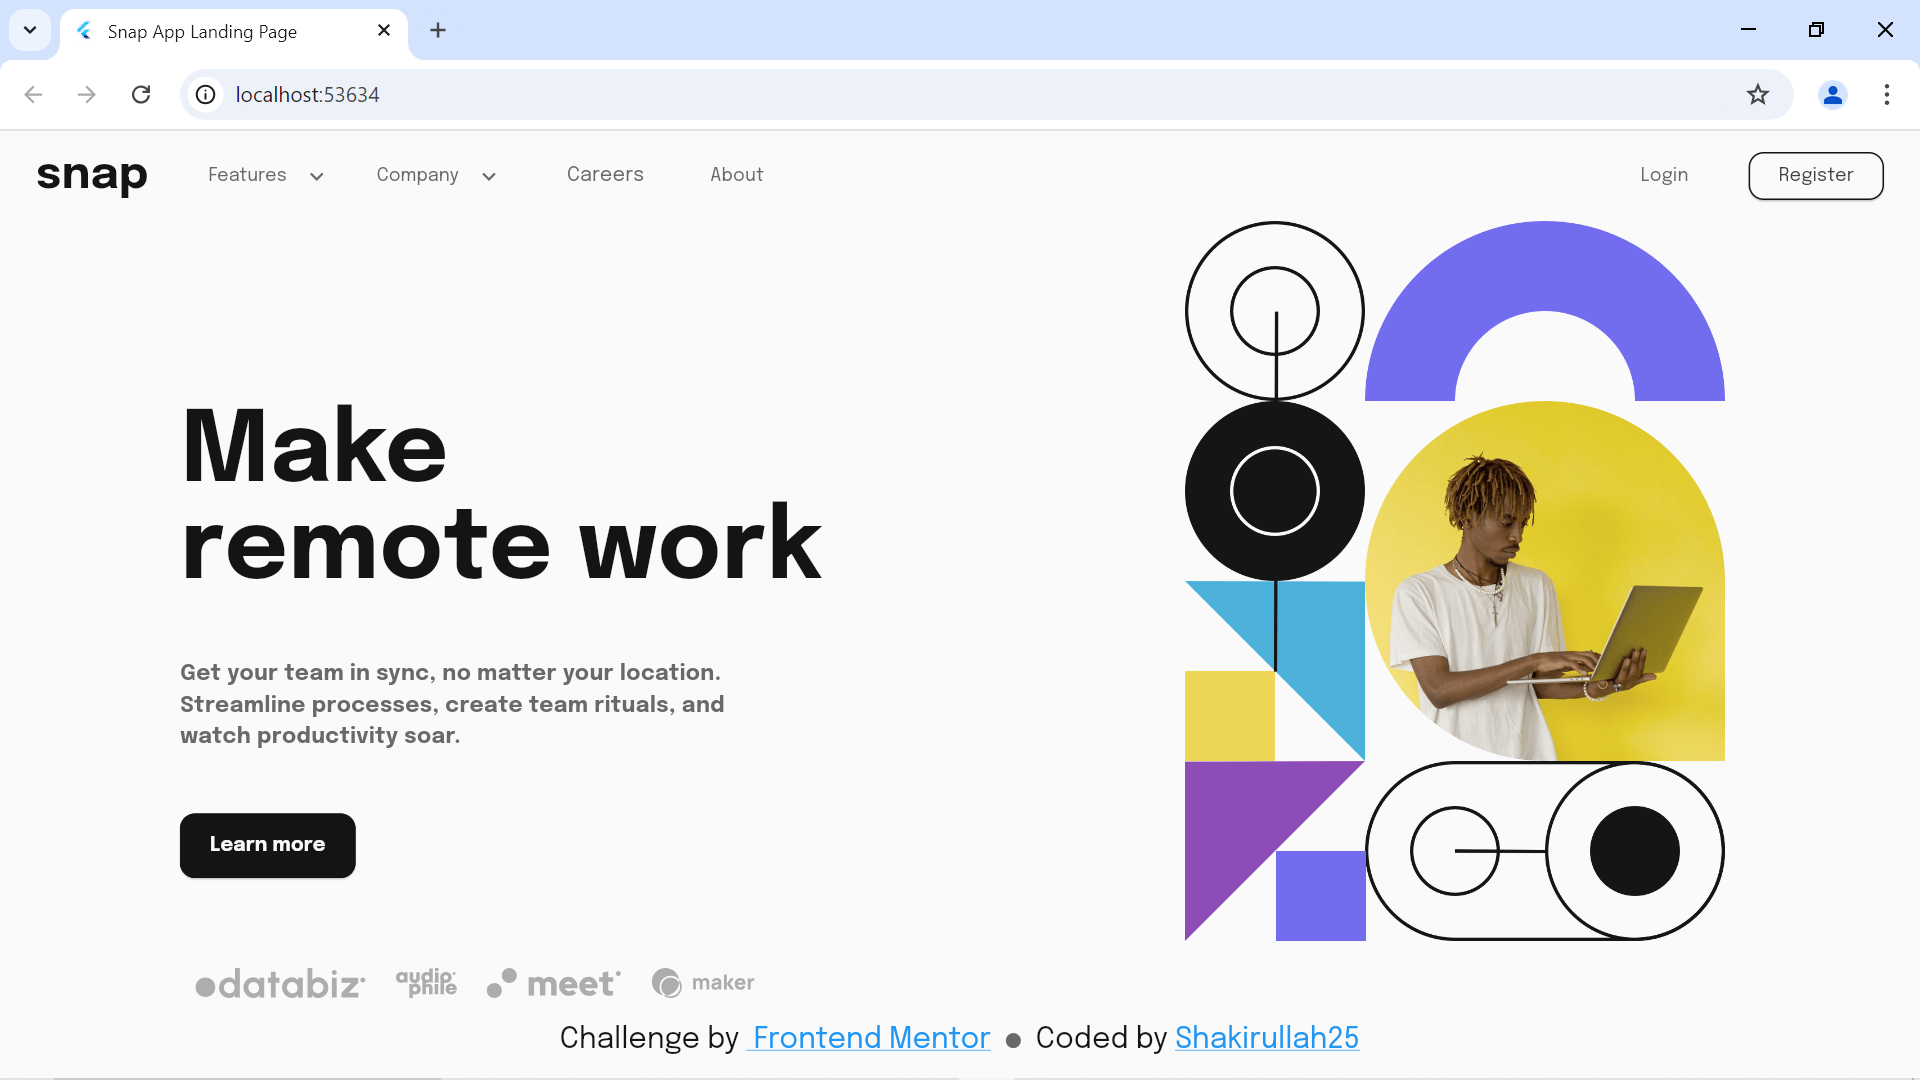 Snap App Landing Page
localhost:53634
snap Features Company Careers About Login Register
Make
remote work
Get your team in sync, no matter your location.
Streamline processes, create team rituals, and
watch productivity soar.
Learn more
databiz audiophile meet maker
Challenge by Frontend Mentor ● Coded by Shakirullah25